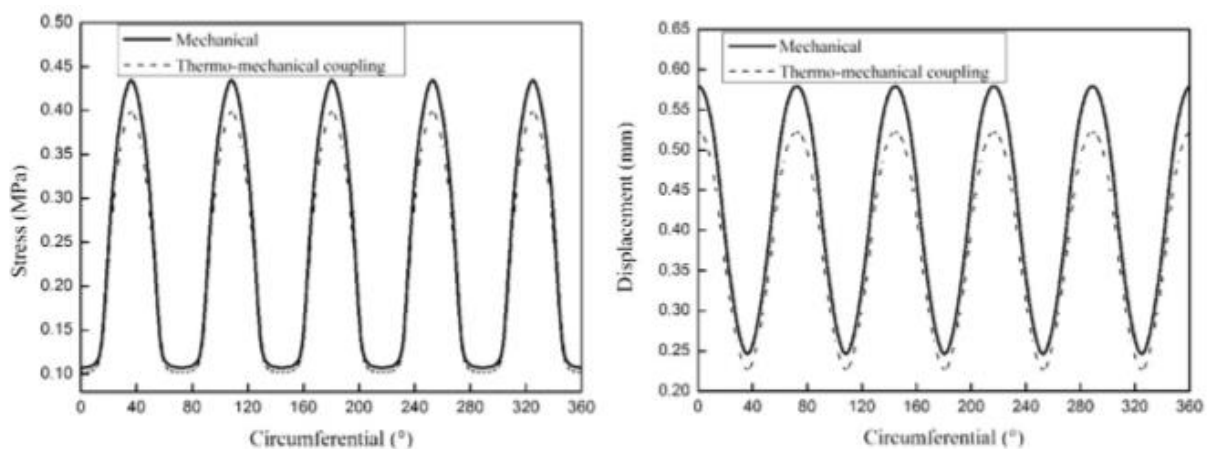 0.50
0.45
0.40
0.35
0.30
0.25
0.20
0.15
0.10
Stress (MPa)
Mechanical
Thermo-mechanical coupling
0 40 80 120 160 200 240 280 320 360
Circumferential (°)
0.65
0.60
0.55
0.50
0.45
0.40
0.35
0.30
0.25
0.20
Displacement (mm)
Mechanical
Thermo-mechanical coupling
0 40 80 120 160 200 240 280 320 360
Circumferential (°)